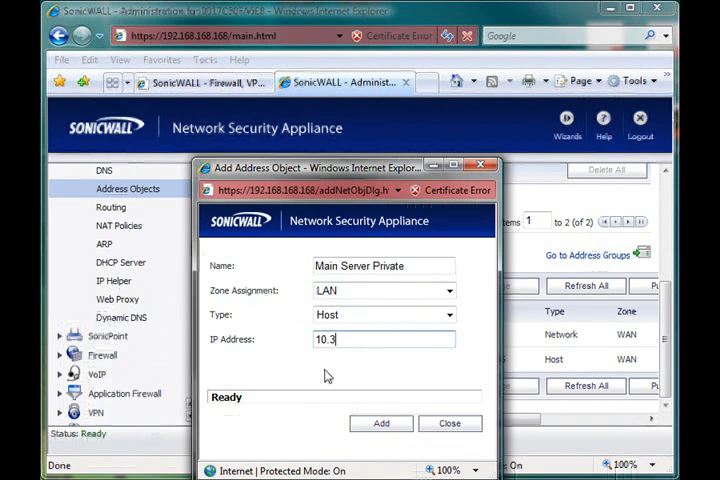 SonicWALL - Administration for 0017C50FA6E8 - Windows Internet Explorer
https://192.168.168.168/main.html
Certificate Error
Google
File Edit View Favorites Tools Help
SonicWALL - Firewall, VP...
SonicWALL - Administ...
Page
Tools
SONICWALL
Network Security Appliance
Wizards
Help
Logout
DNS
Address Objects
Routing
NAT Policies
ARP
DHCP Server
IP Helper
Web Proxy
Dynamic DNS
SonicPoint
Firewall
VoIP
Application Firewall
VPN
Status: Ready
Done
Delete All
1
to 2 (of 2)
Go to Address Groups
Refresh All
Type
Zone
Network
WAN
Host
WAN
Refresh All
100%
Add Address Object - Windows Internet Explor...
https://192.168.168.168/addNetObjDlg.h
Certificate Error
SONICWALL
Network Security Appliance
Name:
Main Server Private
Zone Assignment:
LAN
Type:
Host
IP Address:
10.3
Ready
Add
Close
Internet | Protected Mode: On
100%